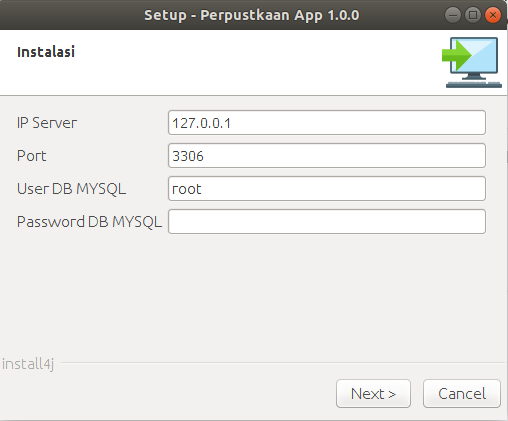 Setup - Perpustkaan App 1.0.0
Instalasi
IP Server 127.0.0.1
Port 3306
User DB MYSQL root
Password DB MYSQL
install4j
Next > Cancel